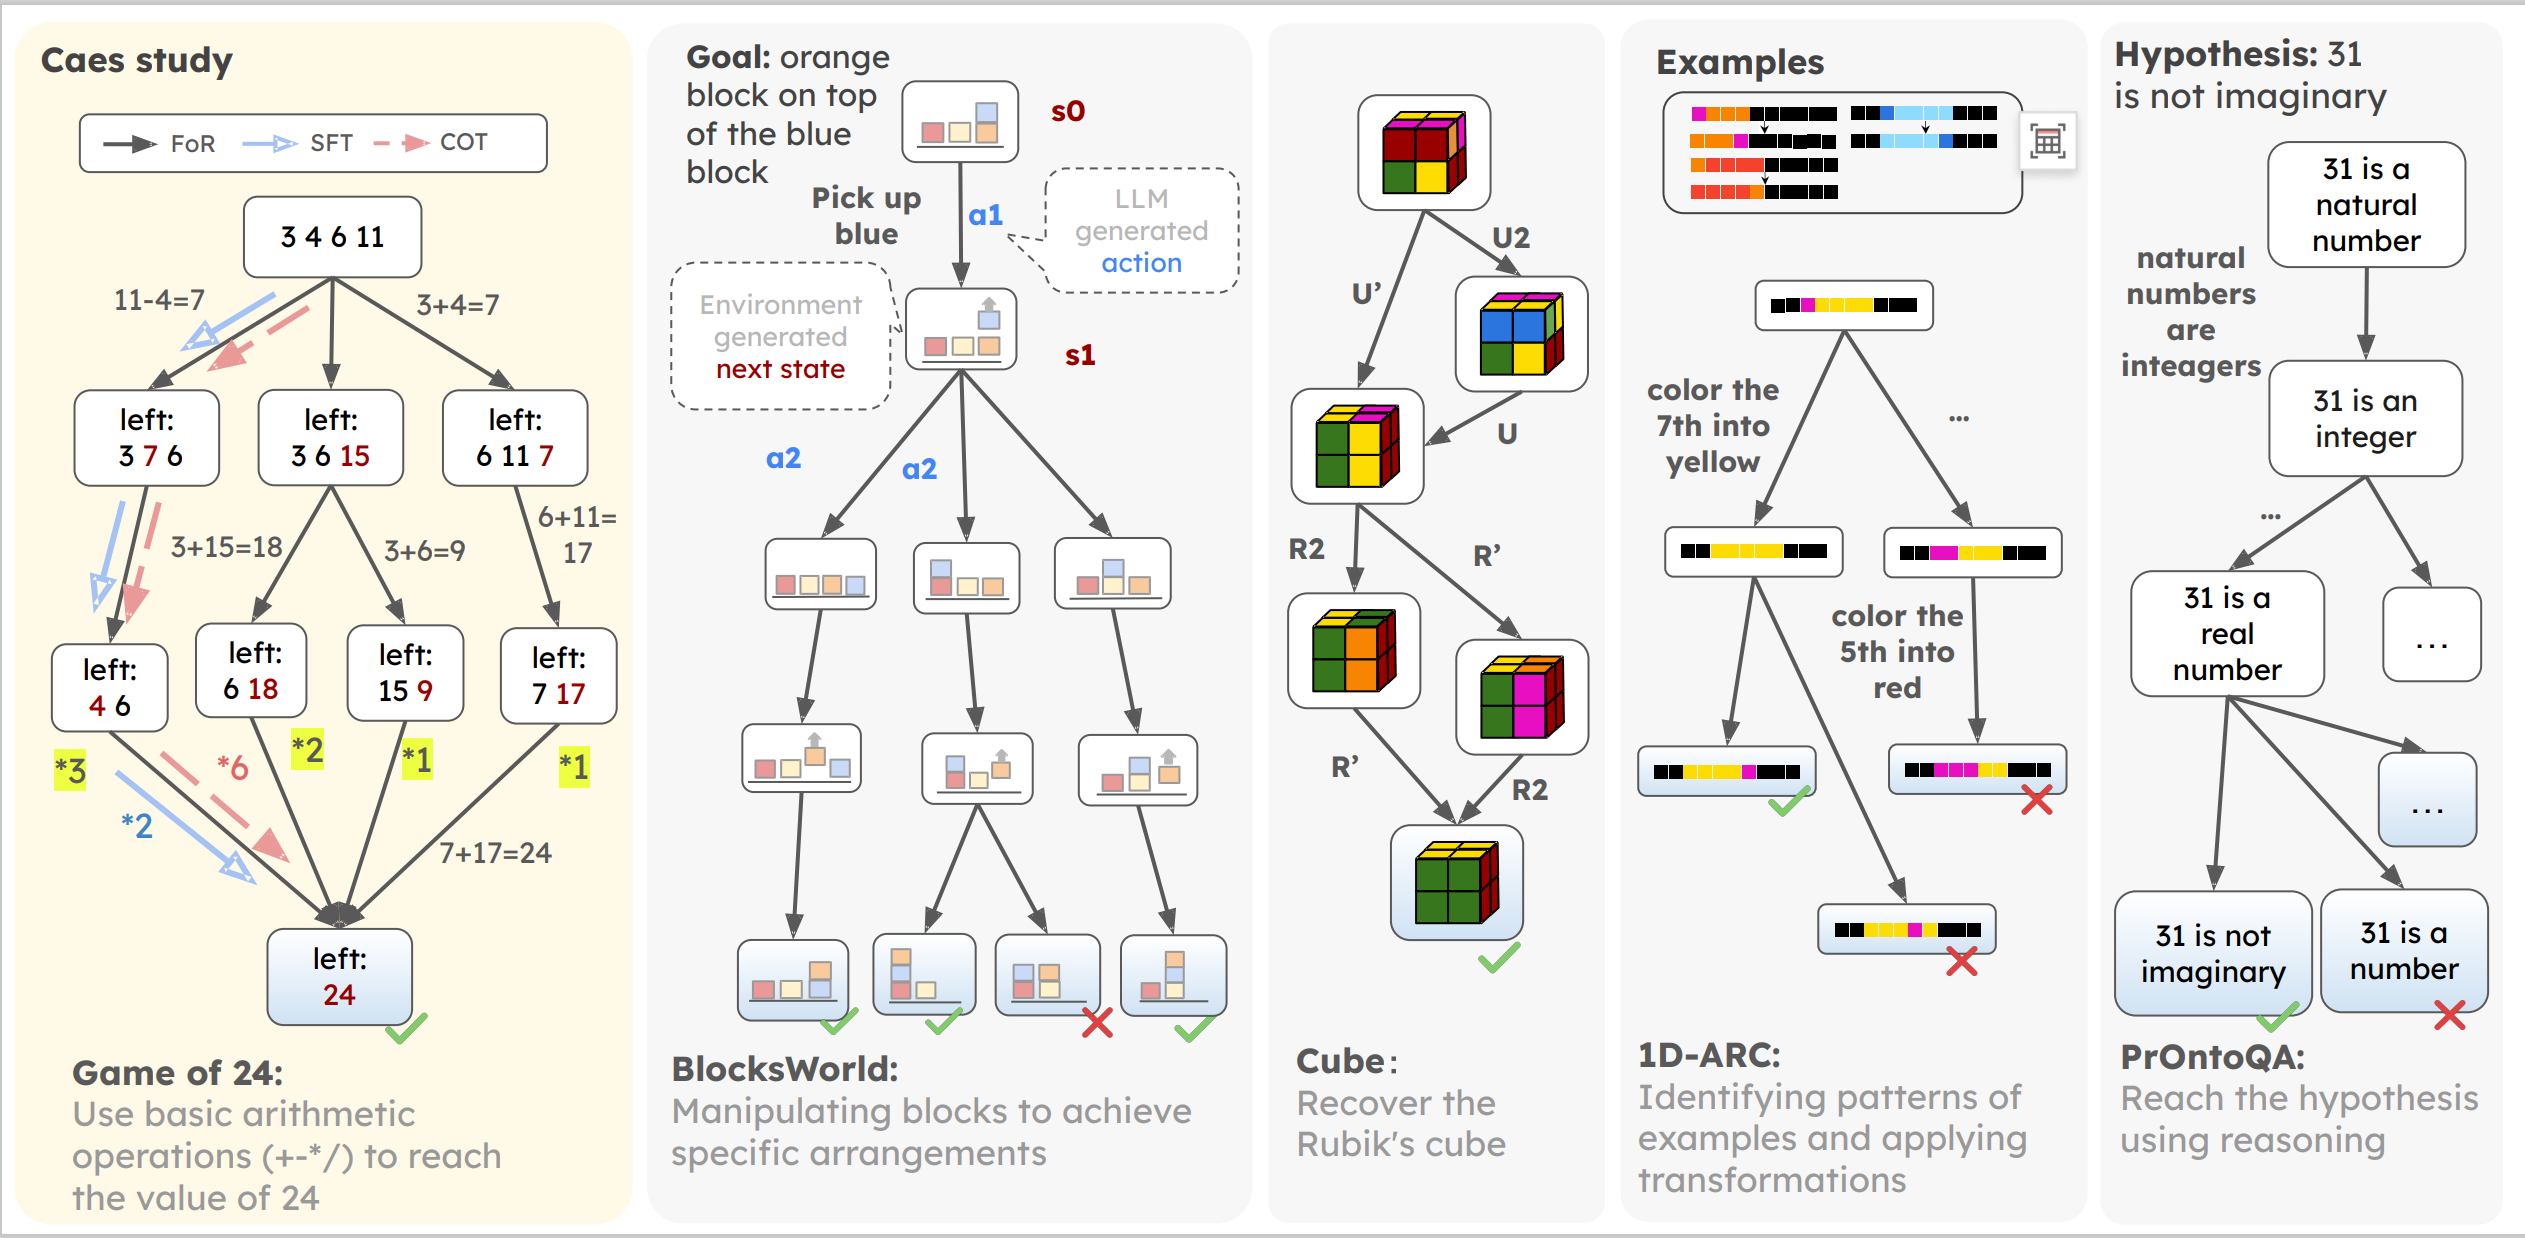 Caes study
FoR SFT COT
3 4 6 11
11-4=7
3+4=7
left:
3 7 6
left:
3 6 15
left:
6 11 7
3+15=18
3+6=9
6+11=
17
left:
4 6
left:
6 18
left:
15 9
left:
7 17
*3
*2
*6
*2
*1
*1
7+17=24
left:
24
Game of 24:
Use basic arithmetic
operations (+-*/) to reach
the value of 24
Goal: orange
block on top
of the blue
block
s0
Pick up
blue
a1
LLM
generated
action
Environment
generated
next state
s1
a2
a2
BlocksWorld:
Manipulating blocks to achieve
specific arrangements
U2
U’
U
R2
R’
R’
R2
Cube:
Recover the
Rubik's cube
Examples
color the
7th into
yellow
...
color the
5th into
red
1D-ARC:
Identifying patterns of
examples and applying
transformations
Hypothesis: 31
is not imaginary
31 is a
natural
number
natural
numbers
are
inteagers
31 is an
integer
...
31 is a
real
number
...
...
31 is not
imaginary
31 is a
number
PrOntoQA:
Reach the hypothesis
using reasoning